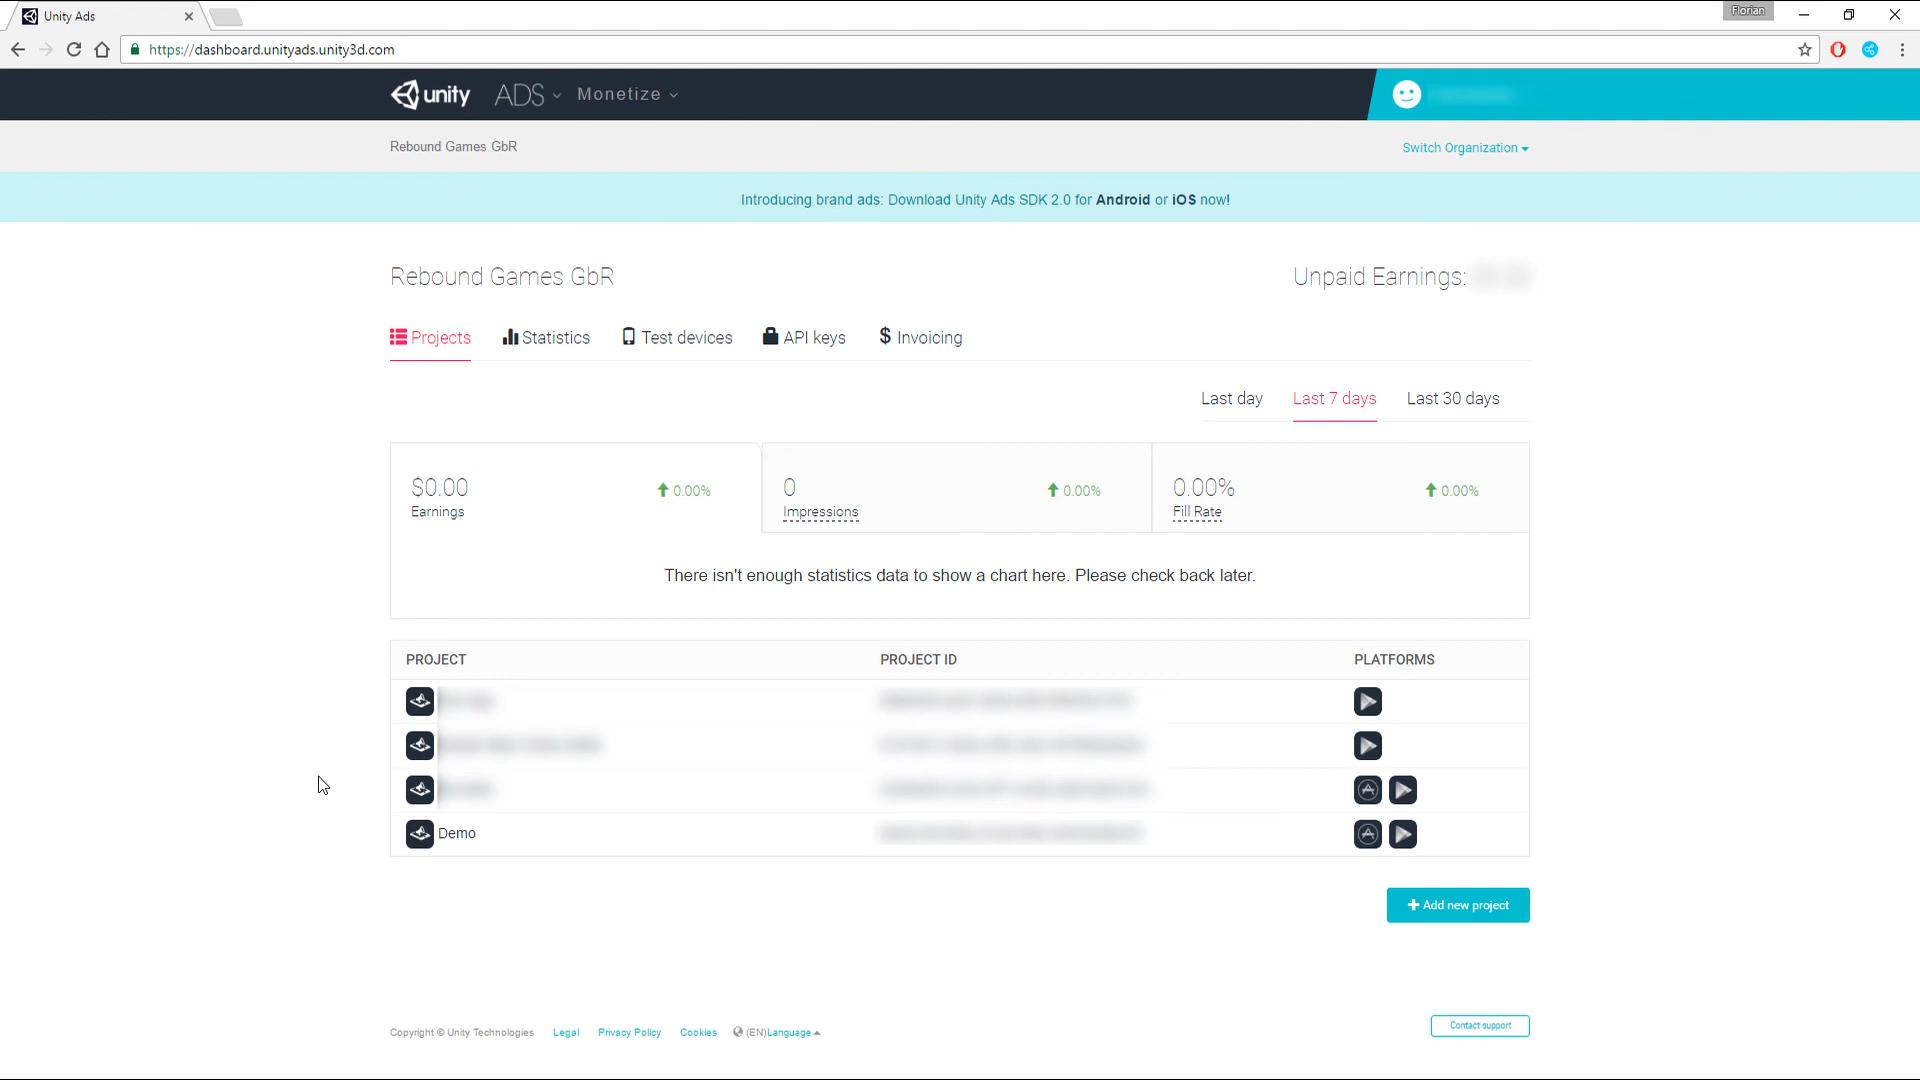 Unity Ads
Florian
https://dashboard.unityads.unity3d.com
unity ADS Monetize
Rebound Games GbR
Switch Organization
Introducing brand ads: Download Unity Ads SDK 2.0 for Android or iOS now!
Rebound Games GbR
Unpaid Earnings:
Projects Statistics Test devices API keys $ Invoicing
Last day Last 7 days Last 30 days
$0.00 0.00% 0 0.00% 0.00% 0.00%
Earnings Impressions Fill Rate
There isn't enough statistics data to show a chart here. Please check back later.
PROJECT PROJECT ID PLATFORMS
Demo
+ Add new project
Copyright © Unity Technologies Legal Privacy Policy Cookies (EN)Language
Contact support